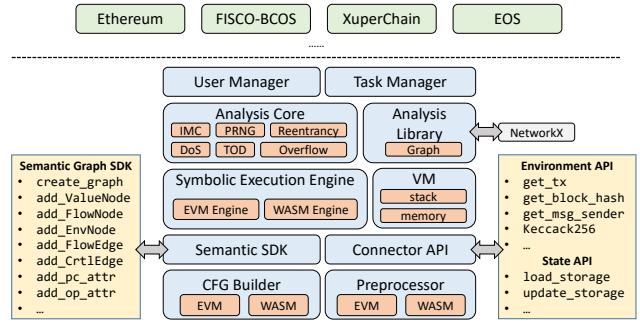 Ethereum
FISCO-BCOS
XuperChain
EOS
......
User Manager
Task Manager
Analysis Core
IMC
PRNG
Reentrancy
DoS
TOD
Overflow
Analysis
Library
Graph
NetworkX
Semantic Graph SDK
• create_graph
• add_ValueNode
• add_FlowNode
• add_EnvNode
• add_FlowEdge
• add_CrtlEdge
• add_pc_attr
• add_op_attr
• …
Symbolic Execution Engine
EVM Engine
WASM Engine
VM
stack
memory
Semantic SDK
Connector API
CFG Builder
EVM
WASM
Preprocessor
EVM
WASM
Environment API
• get_tx
• get_block_hash
• get_msg_sender
• Keccack256
• …
State API
• load_storage
• update_storage
• …